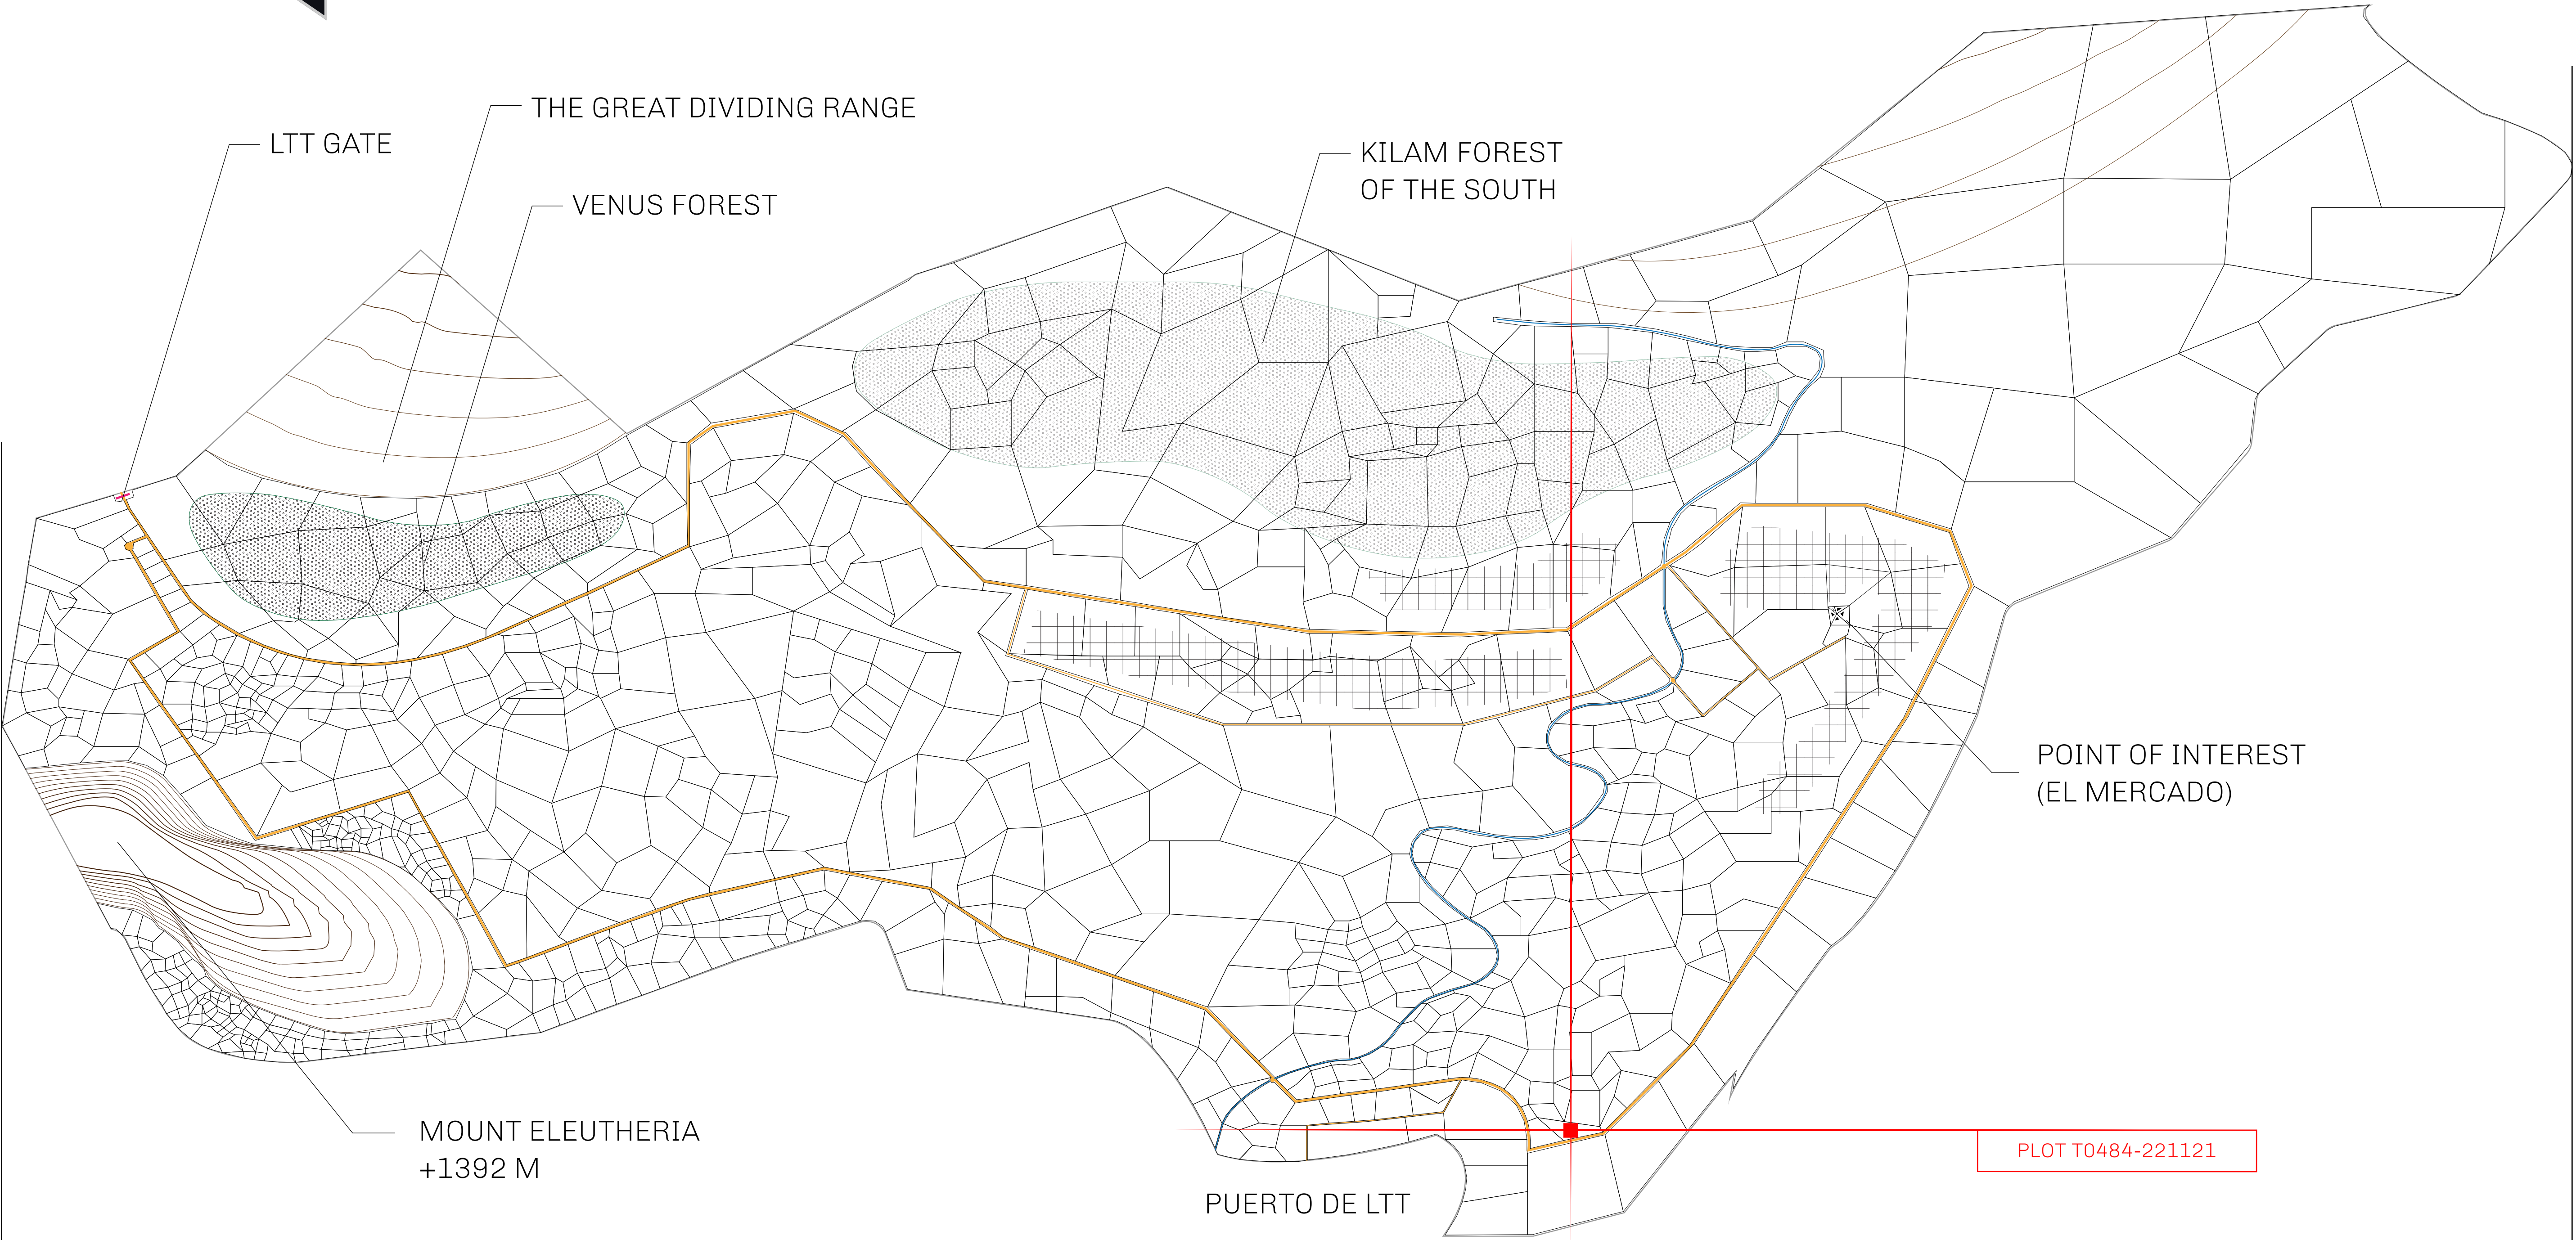 THE GREAT DIVIDING RANGE
LTT GATE
VENUS FOREST
KILAM FOREST
OF THE SOUTH
POINT OF INTEREST
(EL MERCADO)
MOUNT ELEUTHERIA
+1392 M
PUERTO DE LTT
PLOT T0484-221121